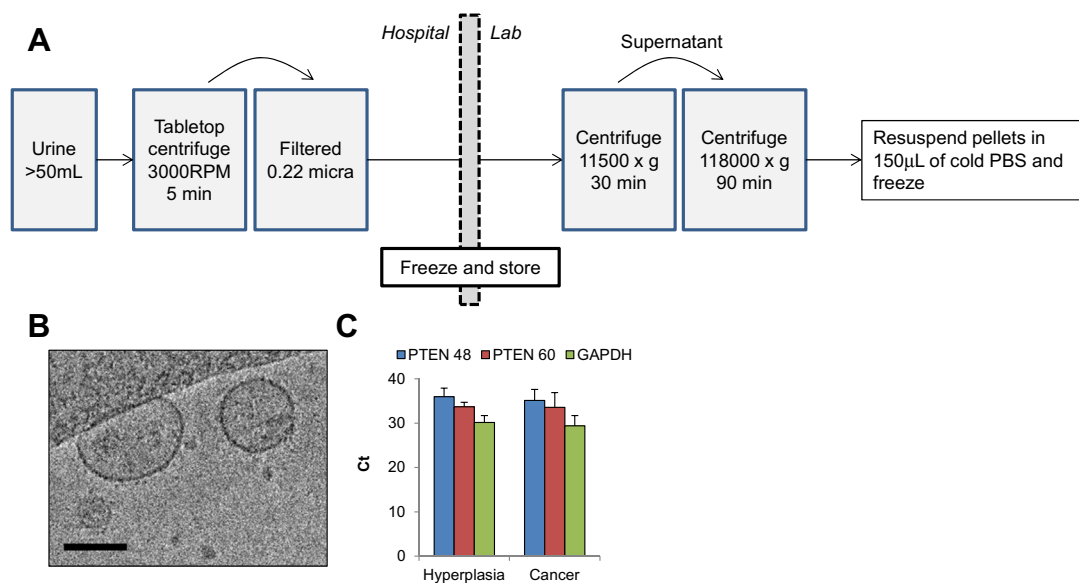 A
Hospital
Lab
Supernatant
Urine
>50mL
Tabletop
centrifuge
3000RPM
5 min
Filtered
0.22 micra
Centrifuge
11500 x g
30 min
Centrifuge
118000 x g
90 min
Resuspend pellets in
150µL of cold PBS and
freeze
Freeze and store
B
C
PTEN 48 PTEN 60 GAPDH
40
30
20
10
0
Ct
Hyperplasia
Cancer